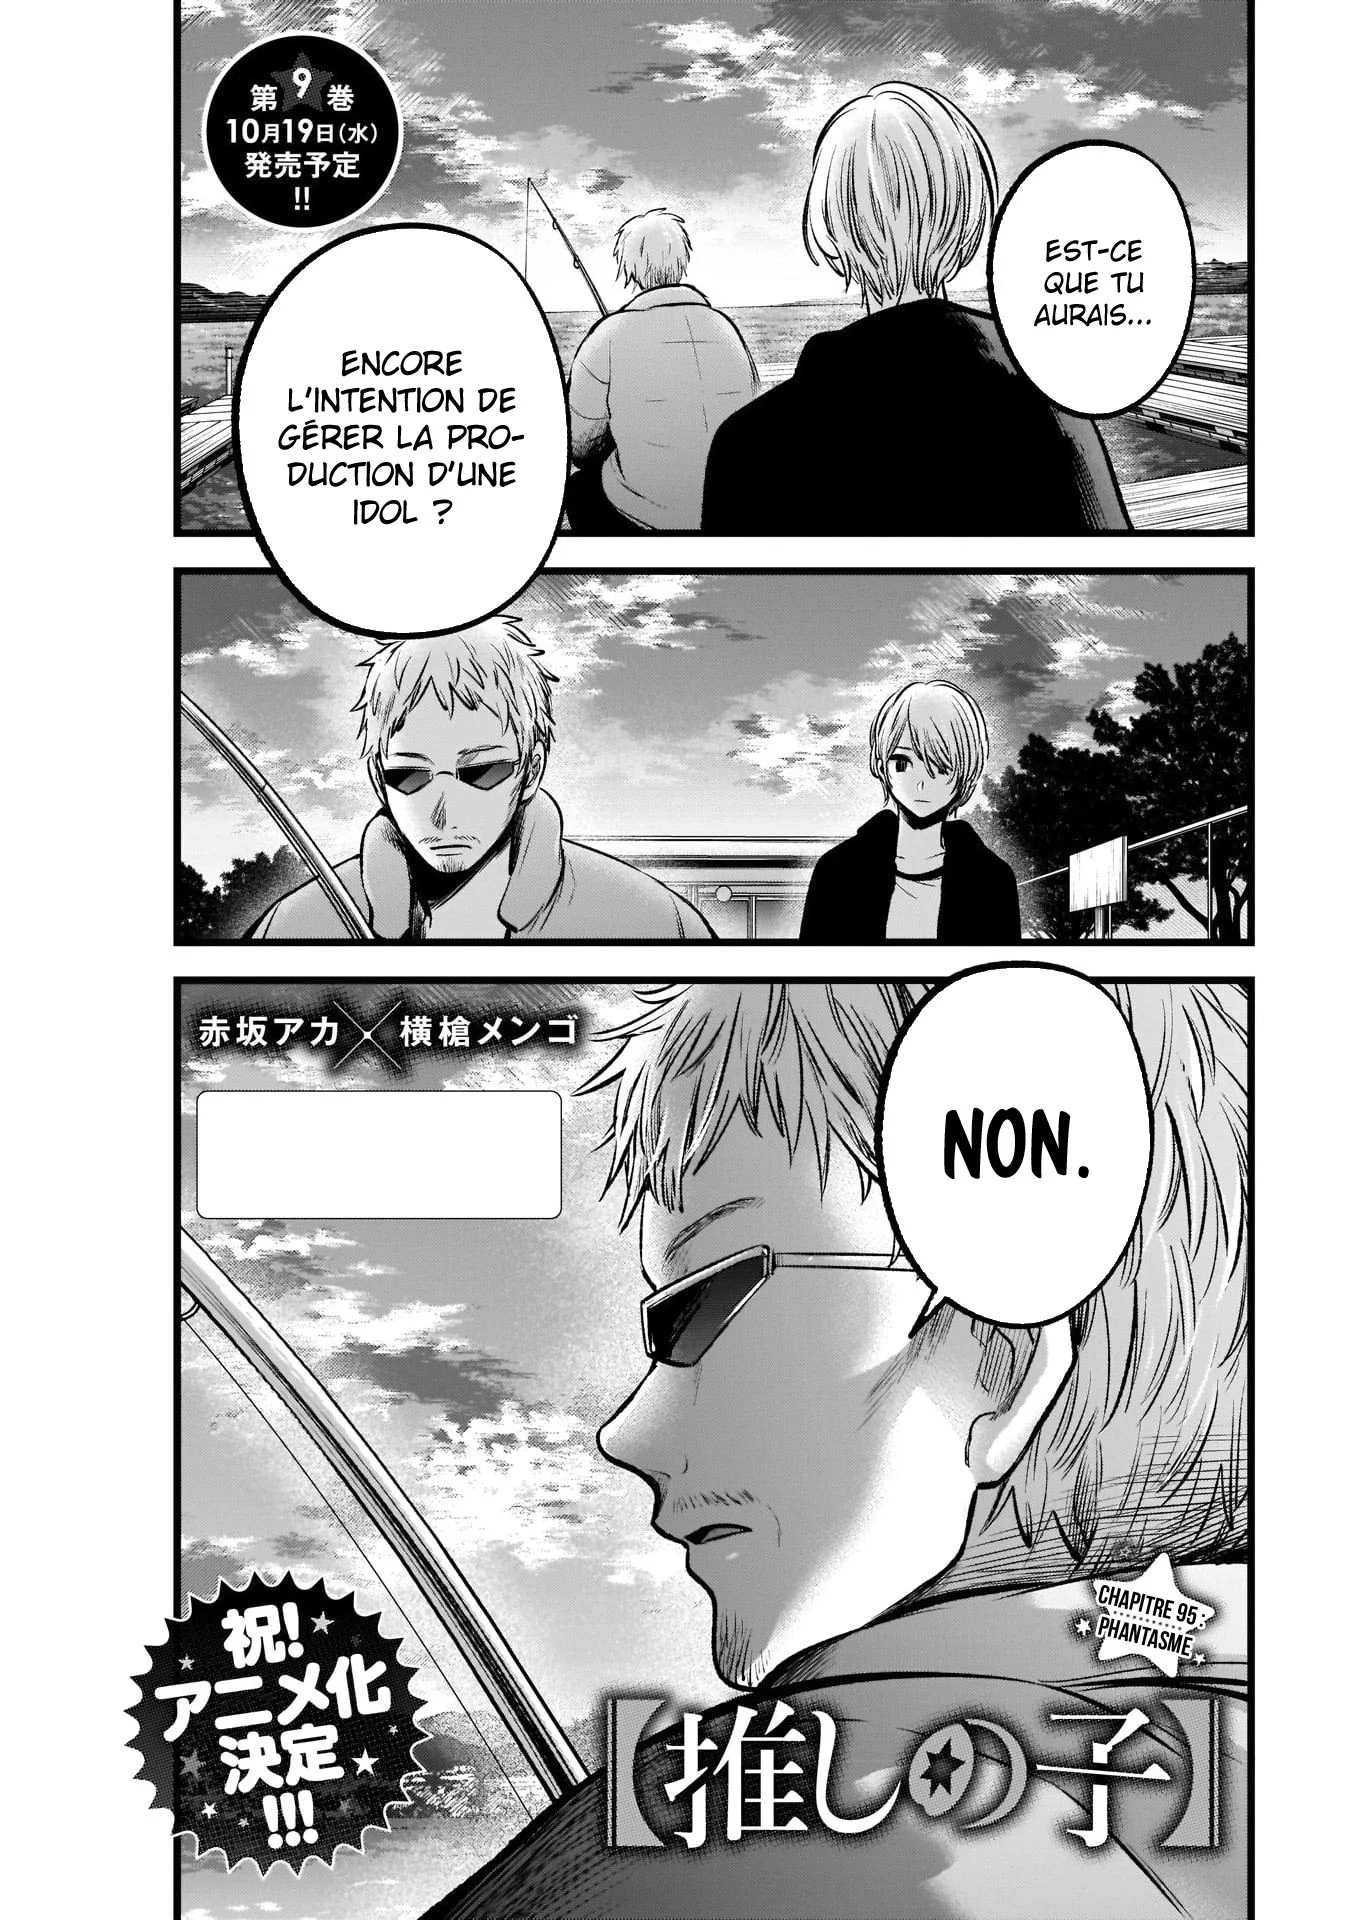 第9巻
10月19日(水)
発売予定
!!
EST-CE
QUE TU
AURAIS...
ENCORE
L'INTENTION DE
GÉRER LA PRO-
DUCTION D'UNE
IDOL ?
赤坂アカ×横槍メンゴ
NON.
CHAPITRE 95 :
PHANTASME
祝!
アニメ化
決定
!!!
【推しの子】